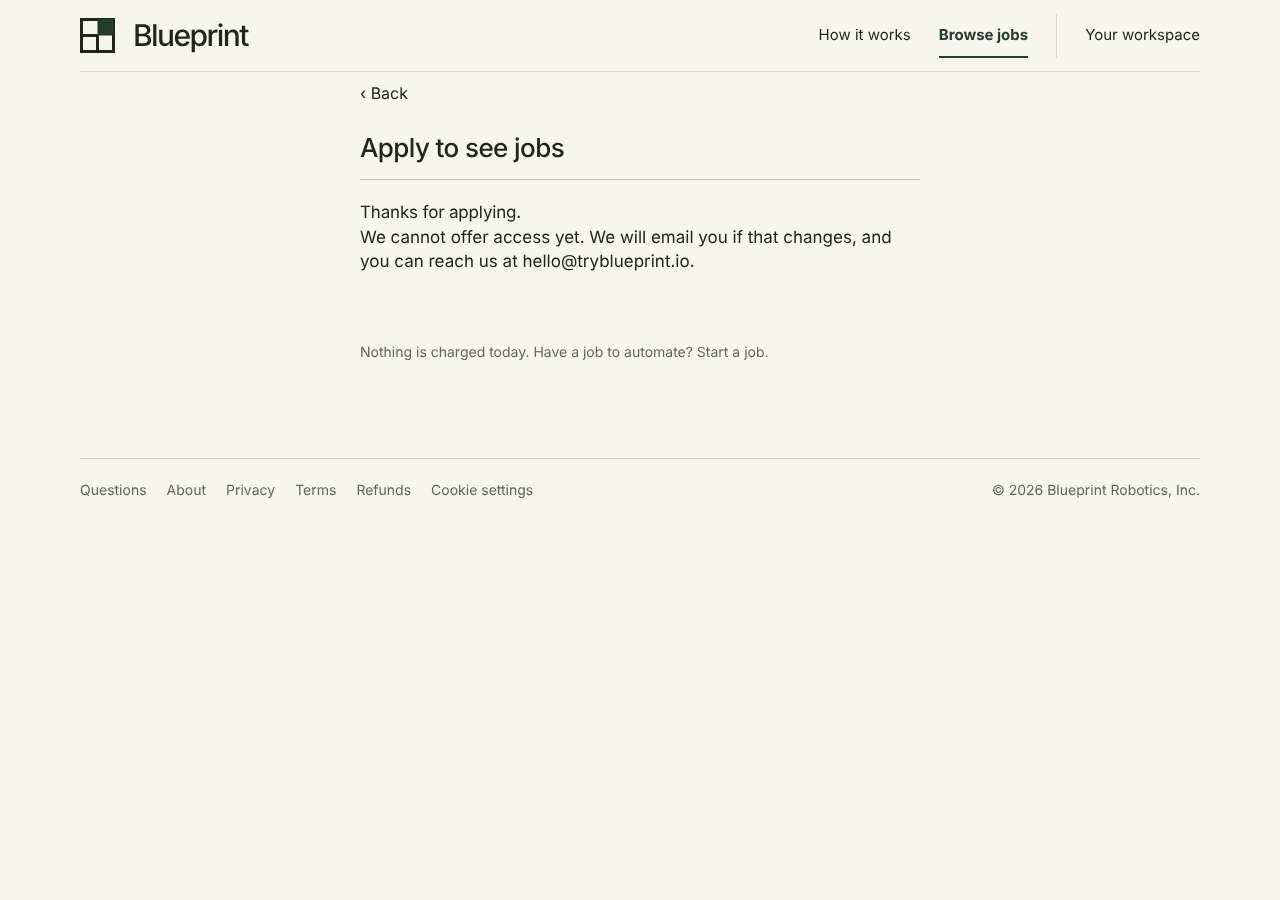 Blueprint
How it works
Browse jobs
Your workspace
‹ Back
Apply to see jobs
Thanks for applying.
We cannot offer access yet. We will email you if that changes, and
you can reach us at hello@tryblueprint.io.
Nothing is charged today. Have a job to automate? Start a job.
Questions
About
Privacy
Terms
Refunds
Cookie settings
© 2026 Blueprint Robotics, Inc.